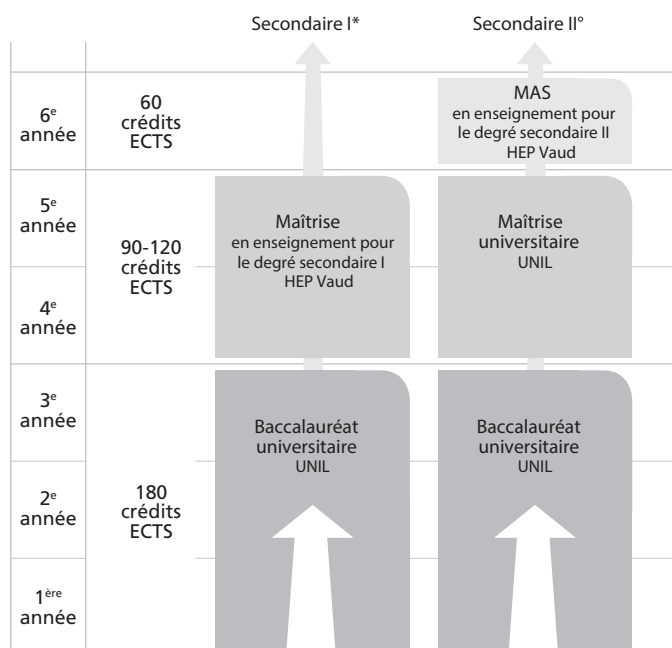 Secondaire I*
Secondaire II°
6e
année
60
crédits
ECTS
MAS
en enseignement pour
le degré secondaire II
HEP Vaud
5e
année
90-120
crédits
ECTS
Maîtrise
en enseignement pour
le degré secondaire I
HEP Vaud
Maîtrise
universitaire
UNIL
4e
année
3e
année
Baccalauréat
universitaire
UNIL
Baccalauréat
universitaire
UNIL
2e
année
180
crédits
ECTS
1ère
année